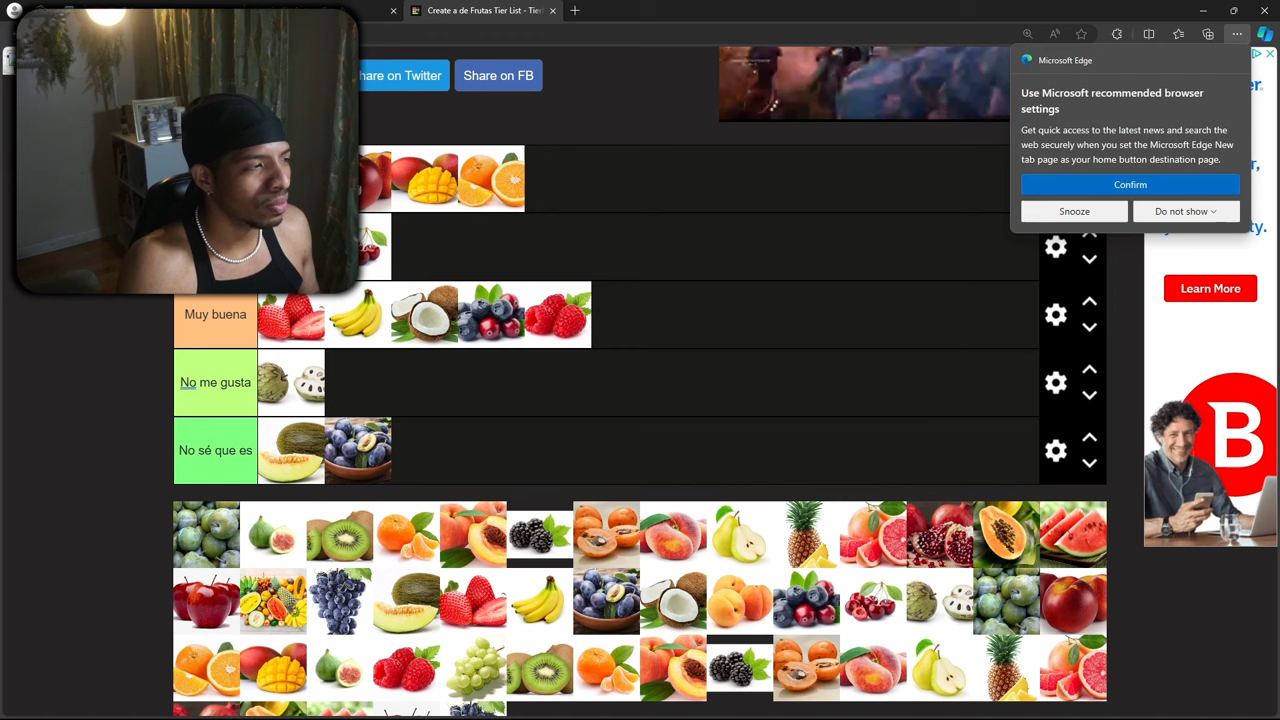 Create a de Frutas Tier List - Tier
hare on Twitter
Share on FB
Microsoft Edge
Use Microsoft recommended browser
settings
Get quick access to the latest news and search the
web securely when you set the Microsoft Edge New
tab page as your home button destination page.
Confirm
Snooze
Do not show
er.
r,
y.
Learn More
Muy buena
No me gusta
No sé que es
B